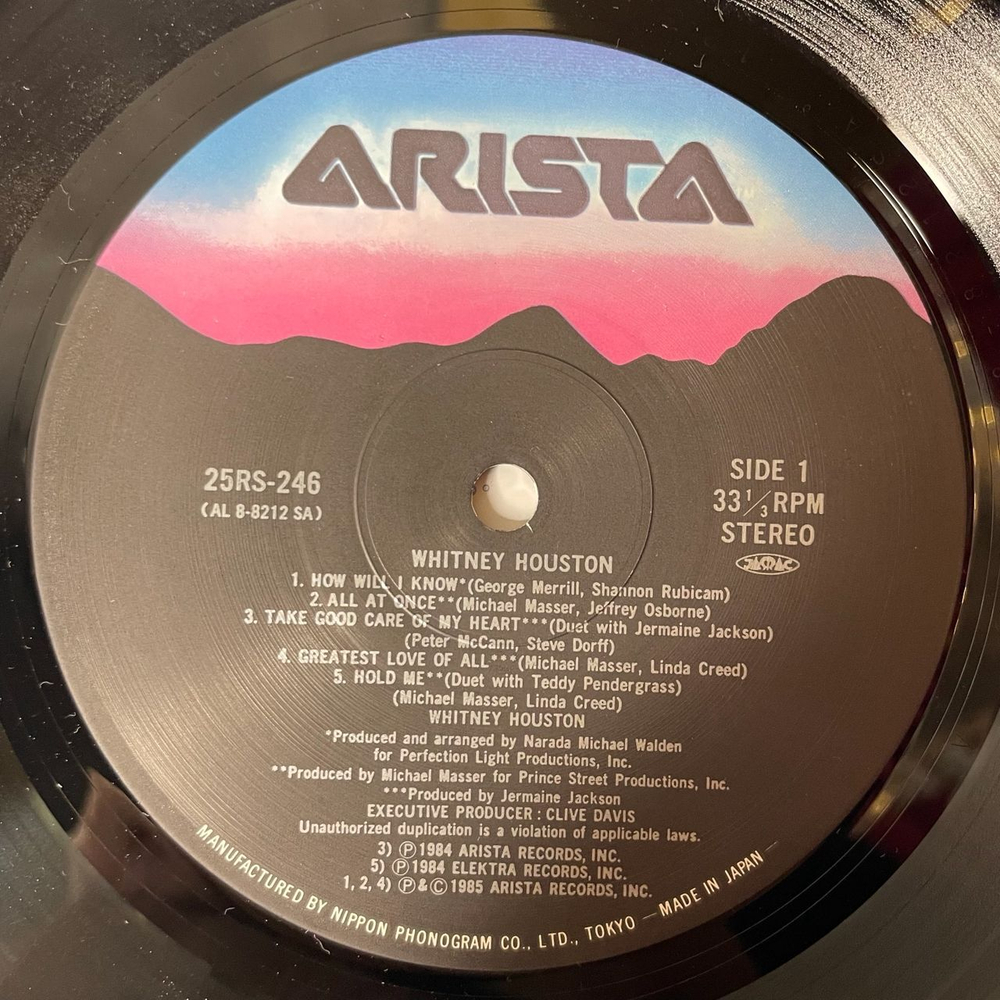 ARISTA
25RS-246
(AL 8-8212 SA)
SIDE 1
33⅓ RPM
STEREO
JASRAC
WHITNEY HOUSTON
1. HOW WILL I KNOW*(George Merrill, Shannon Rubicam)
2. ALL AT ONCE**(Michael Masser, Jeffrey Osborne)
3. TAKE GOOD CARE OF MY HEART***(Duet with Jermaine Jackson)
(Peter McCann, Steve Dorff)
4. GREATEST LOVE OF ALL***(Michael Masser, Linda Creed)
5. HOLD ME**(Duet with Teddy Pendergrass)
(Michael Masser, Linda Creed)
WHITNEY HOUSTON
*Produced and arranged by Narada Michael Walden
for Perfection Light Productions, Inc.
**Produced by Michael Masser for Prince Street Productions, Inc.
***Produced by Jermaine Jackson
EXECUTIVE PRODUCER : CLIVE DAVIS
Unauthorized duplication is a violation of applicable laws.
3) Ⓟ 1984 ARISTA RECORDS, INC.
5) Ⓟ 1984 ELEKTRA RECORDS, INC.
1, 2, 4) Ⓟ & Ⓒ 1985 ARISTA RECORDS, INC.
MANUFACTURED BY NIPPON PHONOGRAM CO., LTD., TOKYO — MADE IN JAPAN —